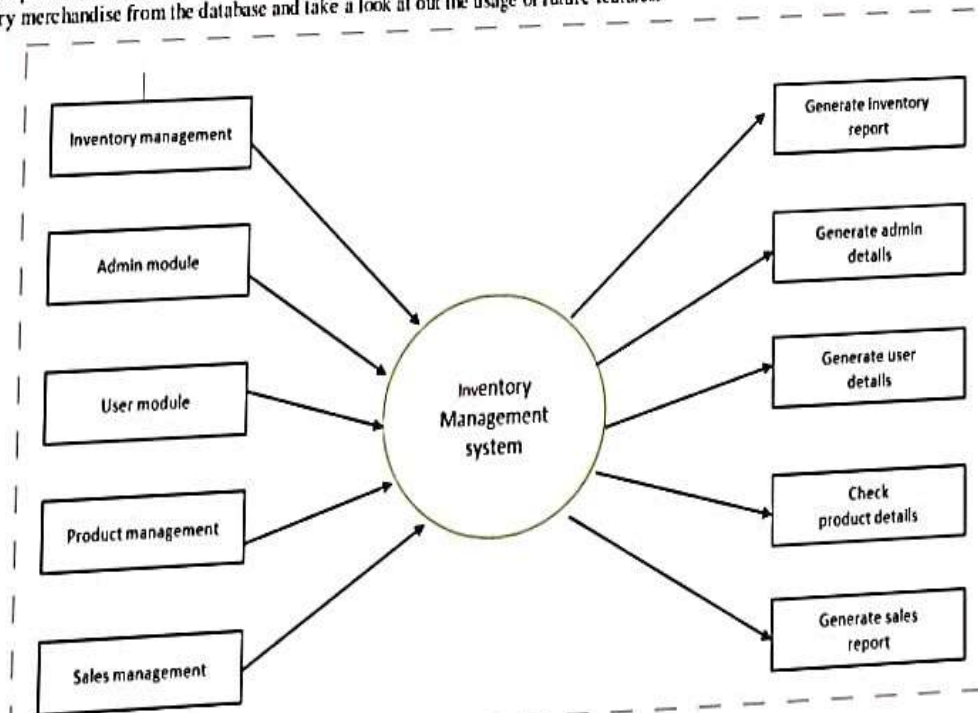 ry merchandise from the database and take a look at out the usage of future features.
Inventory management
Admin module
User module
Product management
Sales management
Inventory
Management
system
Generate inventory
report
Generate admin
details
Generate user
details
Check
product details
Generate sales
report